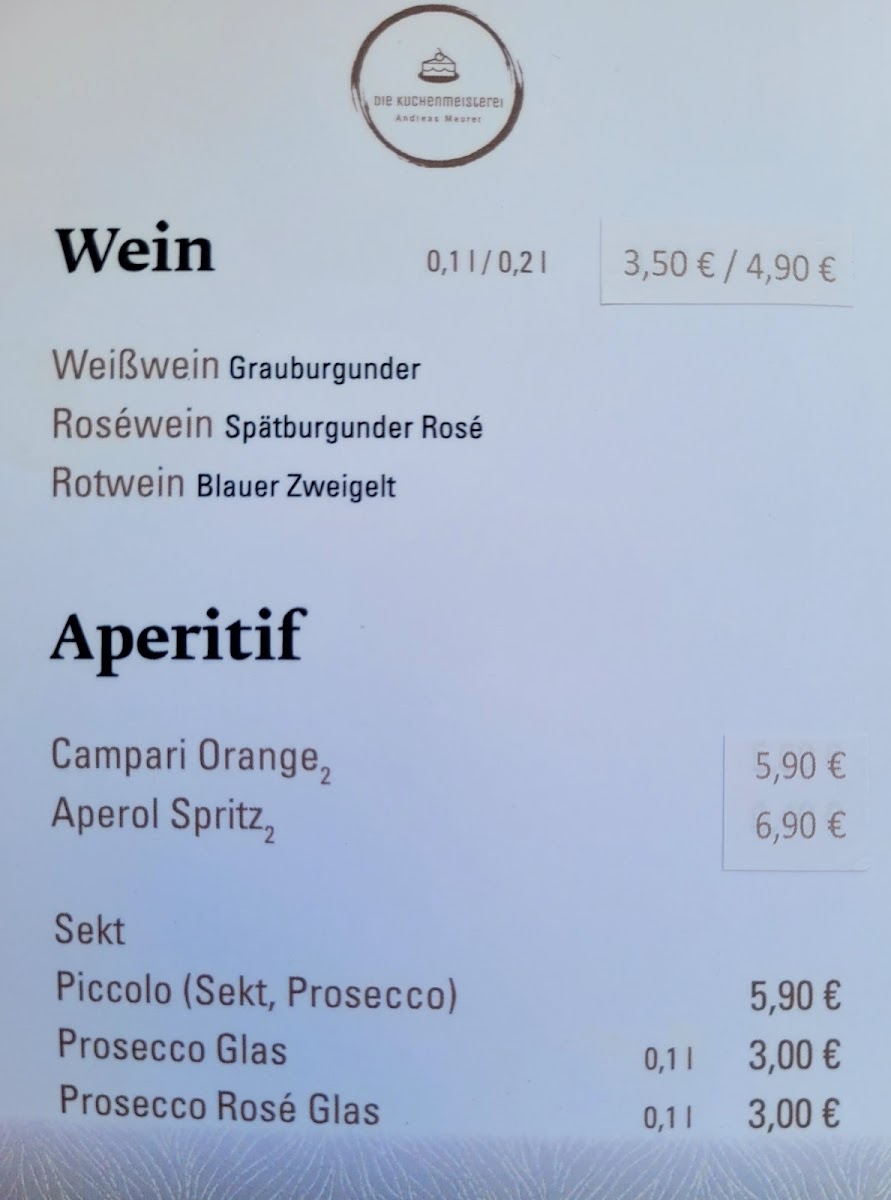 DIE KUCHENMEISTEREI
Andreas Meurer
Wein 0,1 l / 0,2 l 3,50 € / 4,90 €
Weißwein Grauburgunder
Roséwein Spätburgunder Rosé
Rotwein Blauer Zweigelt
Aperitif
Campari Orange₂ 5,90 €
Aperol Spritz₂ 6,90 €
Sekt
Piccolo (Sekt, Prosecco) 5,90 €
Prosecco Glas 0,1 l 3,00 €
Prosecco Rosé Glas 0,1 l 3,00 €